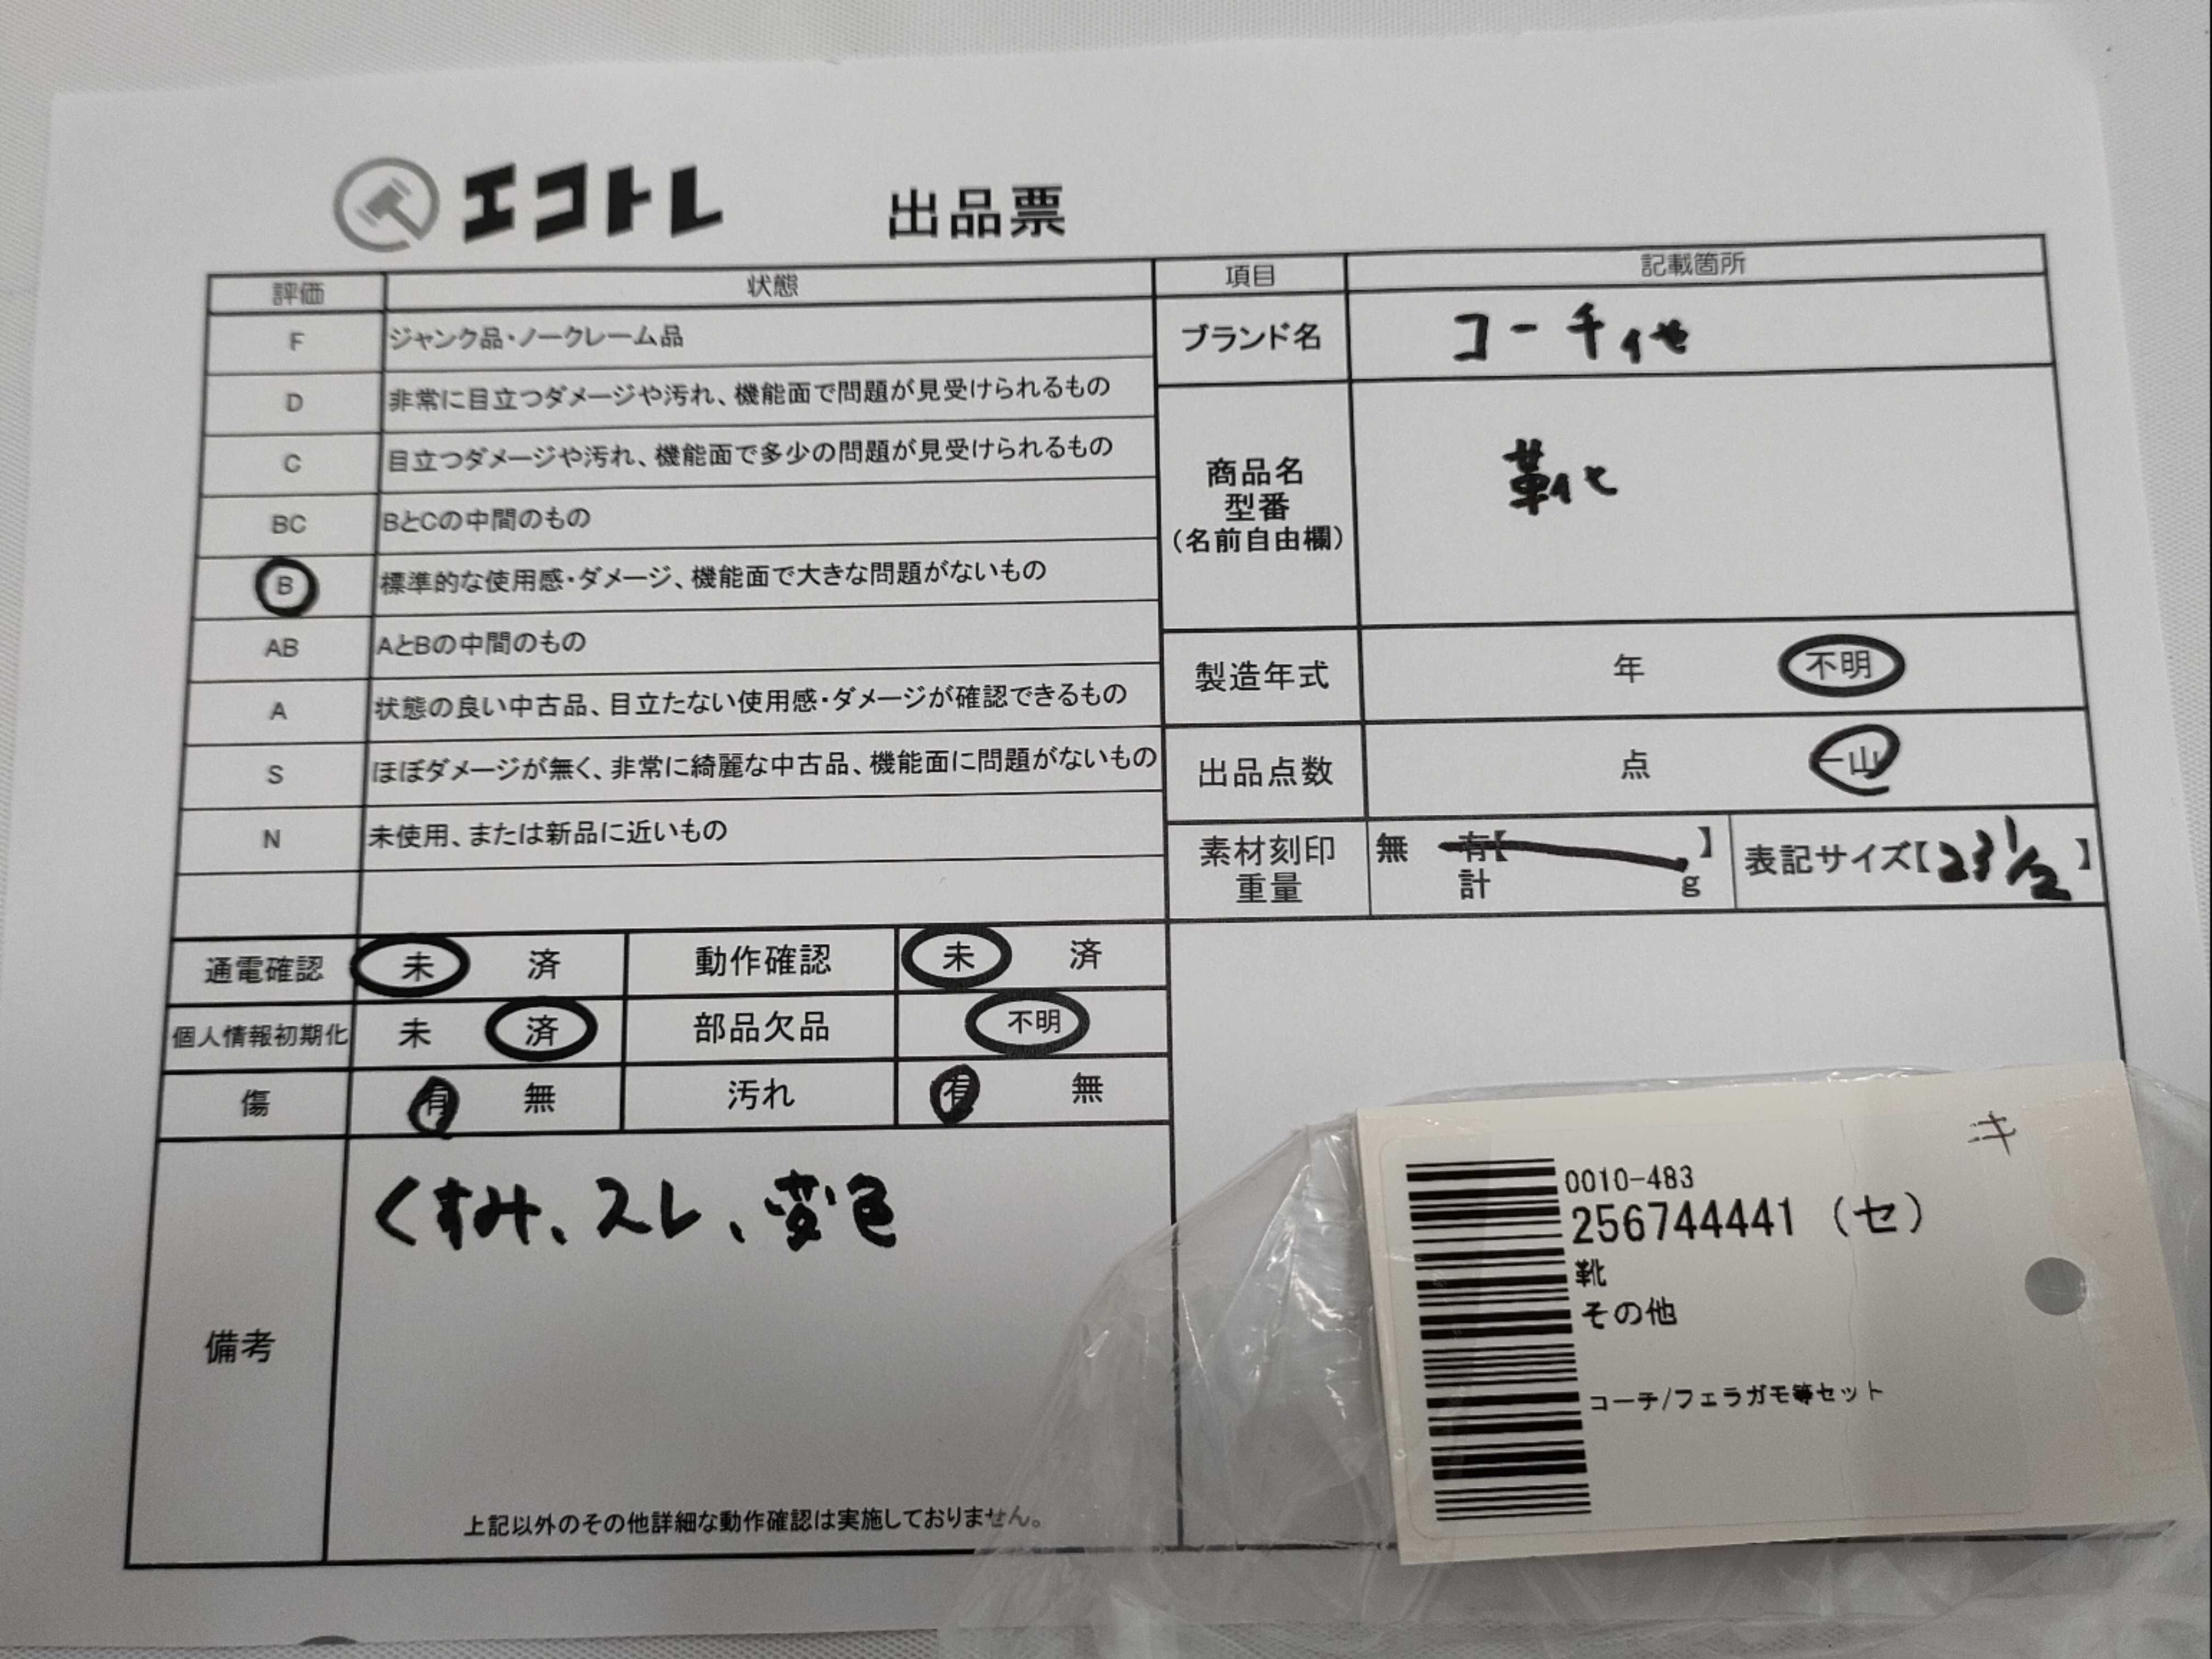 エコトレ 出品票
評価 状態 項目 記載箇所
F ジャンク品・ノークレーム品
ブランド名 コーチ 他
D 非常に目立つダメージや汚れ、機能面で問題が見受けられるもの
C 目立つダメージや汚れ、機能面で多少の問題が見受けられるもの
商品名
型番
(名前自由欄)
靴
BC BとCの中間のもの
B 標準的な使用感・ダメージ、機能面で大きな問題がないもの
AB AとBの中間のもの
製造年式 年 不明
A 状態の良い中古品、目立たない使用感・ダメージが確認できるもの
S ほぼダメージが無く、非常に綺麗な中古品、機能面に問題がないもの
出品点数 点 一山
N 未使用、または新品に近いもの
素材刻印 無 有【 】
重量 計 g
表記サイズ【23 1/2】
通電確認 未 済 動作確認 未 済
個人情報初期化 未 済 部品欠品 不明
傷 有 無 汚れ 有 無
備考
くすみ、スレ、変色
上記以外のその他詳細な動作確認は実施しておりません。
キ
0010-483
256744441 (セ)
靴
その他
コーチ/フェラガモ等セット